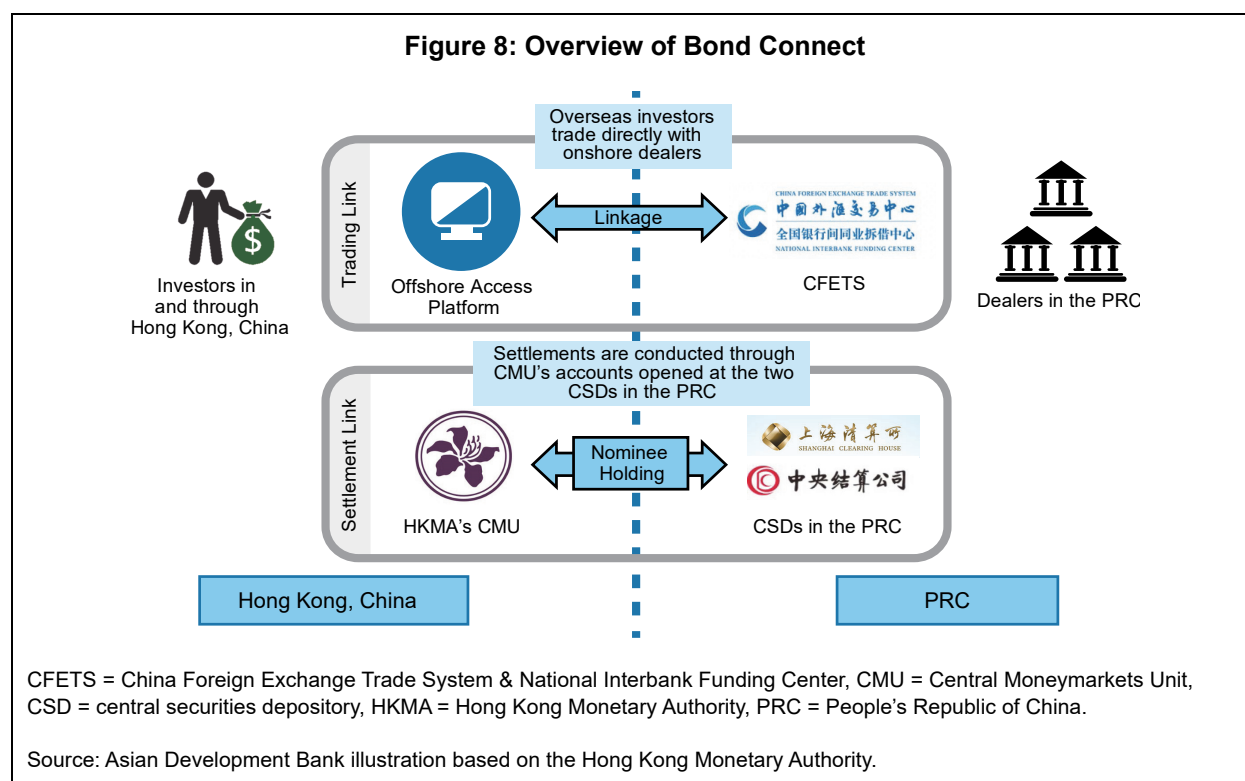 Figure 8: Overview of Bond Connect
Overseas investors
trade directly with
onshore dealers
Trading Link
Linkage
CHINA FOREIGN EXCHANGE TRADE SYSTEM
中国外汇交易中心
全国银行间同业拆借中心
NATIONAL INTERBANK FUNDING CENTER
$
Investors in
and through
Hong Kong, China
Offshore Access
Platform
CFETS
Dealers in the PRC
Settlements are conducted through
CMU's accounts opened at the two
CSDs in the PRC
Settlement Link
Nominee
Holding
上海清算所
SHANGHAI CLEARING HOUSE
中央结算公司
HKMA's CMU
CSDs in the PRC
Hong Kong, China
PRC
CFETS = China Foreign Exchange Trade System & National Interbank Funding Center, CMU = Central Moneymarkets Unit,
CSD = central securities depository, HKMA = Hong Kong Monetary Authority, PRC = People's Republic of China.
Source: Asian Development Bank illustration based on the Hong Kong Monetary Authority.